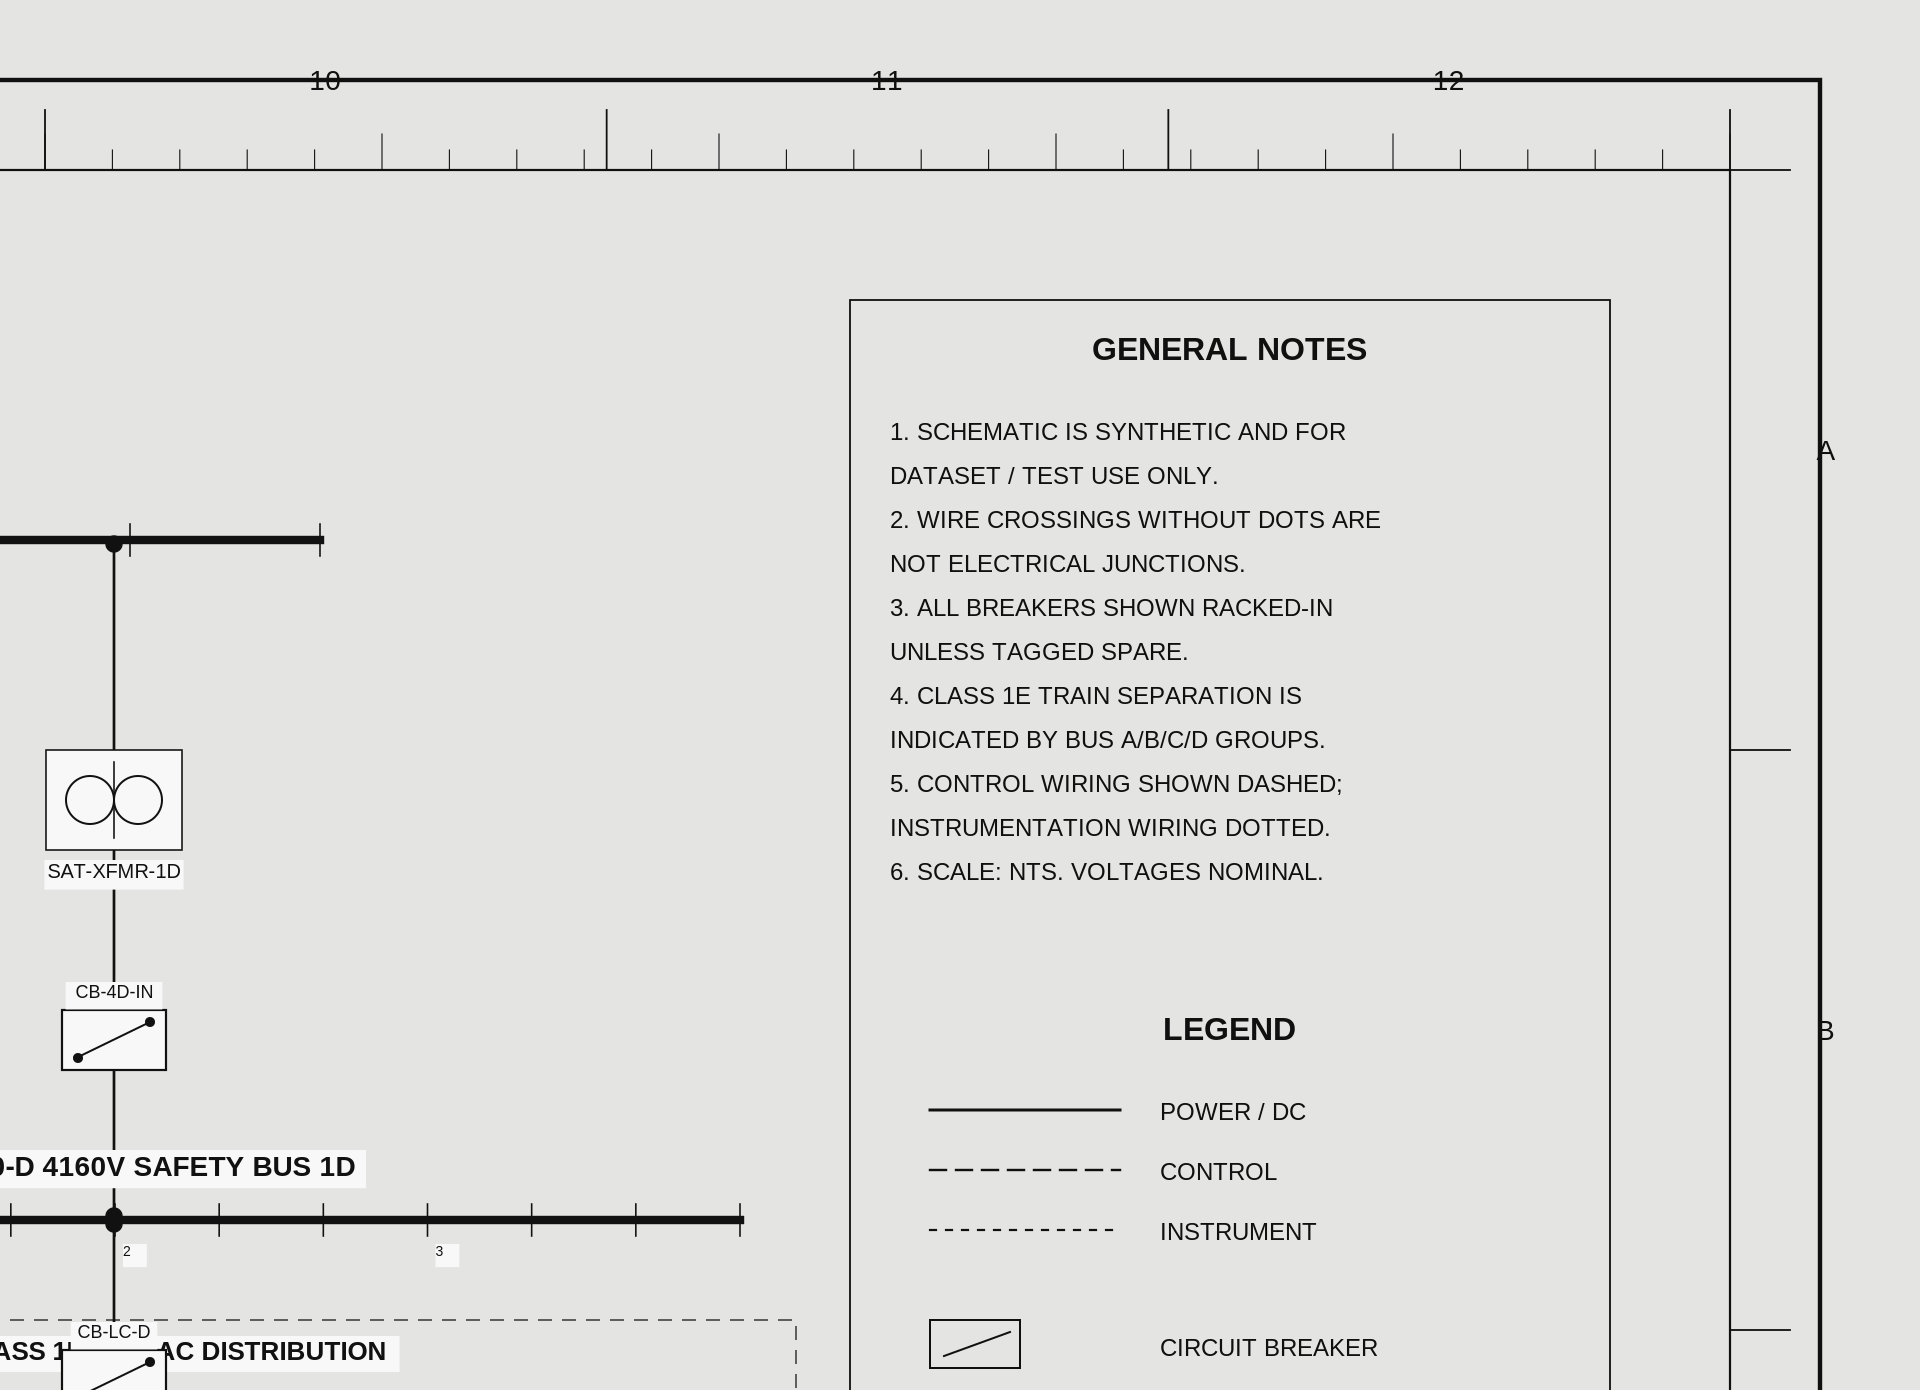 10 11 12
GENERAL NOTES
1. SCHEMATIC IS SYNTHETIC AND FOR
DATASET / TEST USE ONLY.
2. WIRE CROSSINGS WITHOUT DOTS ARE
NOT ELECTRICAL JUNCTIONS.
3. ALL BREAKERS SHOWN RACKED-IN
UNLESS TAGGED SPARE.
4. CLASS 1E TRAIN SEPARATION IS
INDICATED BY BUS A/B/C/D GROUPS.
5. CONTROL WIRING SHOWN DASHED;
INSTRUMENTATION WIRING DOTTED.
6. SCALE: NTS. VOLTAGES NOMINAL.
A
SAT-XFMR-1D
CB-4D-IN
-D 4160V SAFETY BUS 1D
2 3
CB-LC-D
ASS 1 AC DISTRIBUTION
LEGEND
POWER / DC
CONTROL
INSTRUMENT
CIRCUIT BREAKER
B